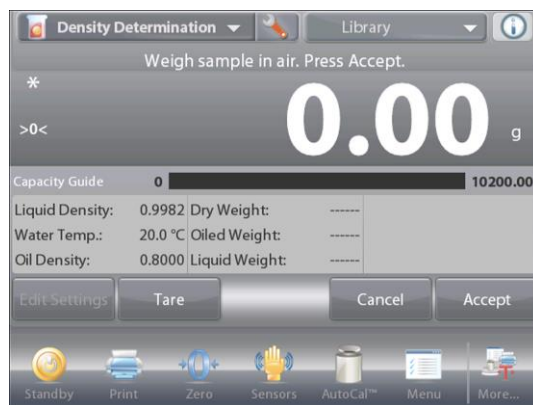 Density Determination Library
Weigh sample in air. Press Accept.
*
>0<
0.00 g
Capacity Guide 0 10200.00
Liquid Density: 0.9982 Dry Weight: ------
Water Temp.: 20.0 °C Oiled Weight: ------
Oil Density: 0.8000 Liquid Weight: ------
Edit Settings Tare Cancel Accept
Standby Print Zero Sensors AutoCal™ Menu More...